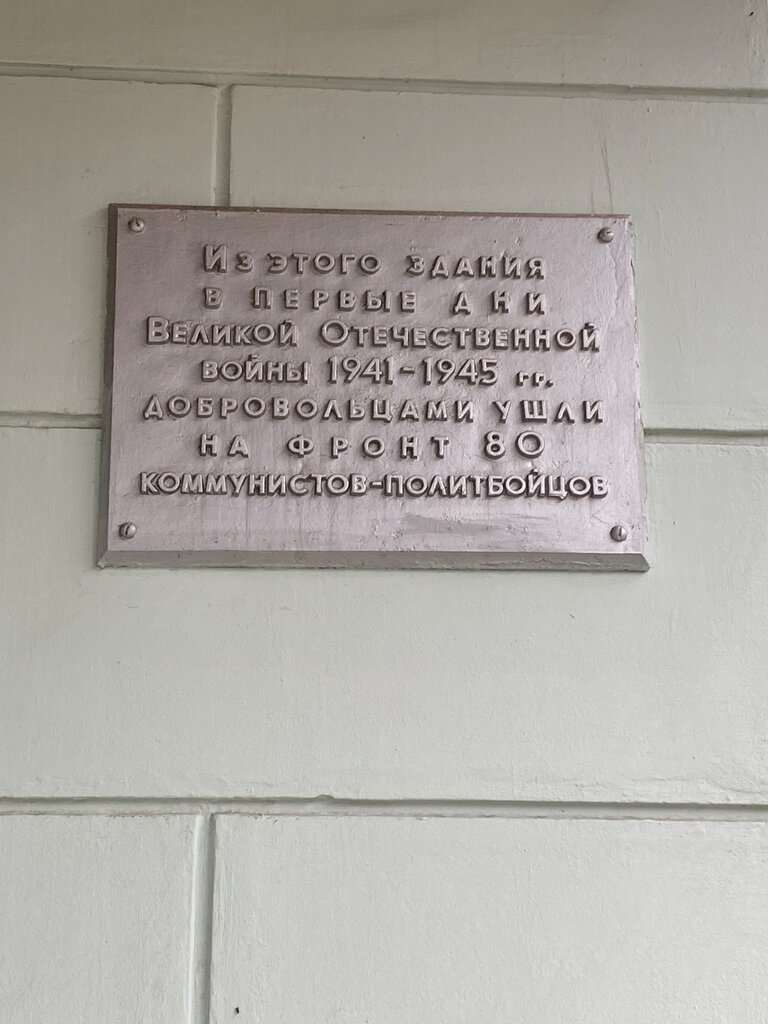 Из этого здания
в первые дни
Великой Отечественной
войны 1941-1945 гг.
добровольцами ушли
на фронт 80
коммунистов-политбойцов